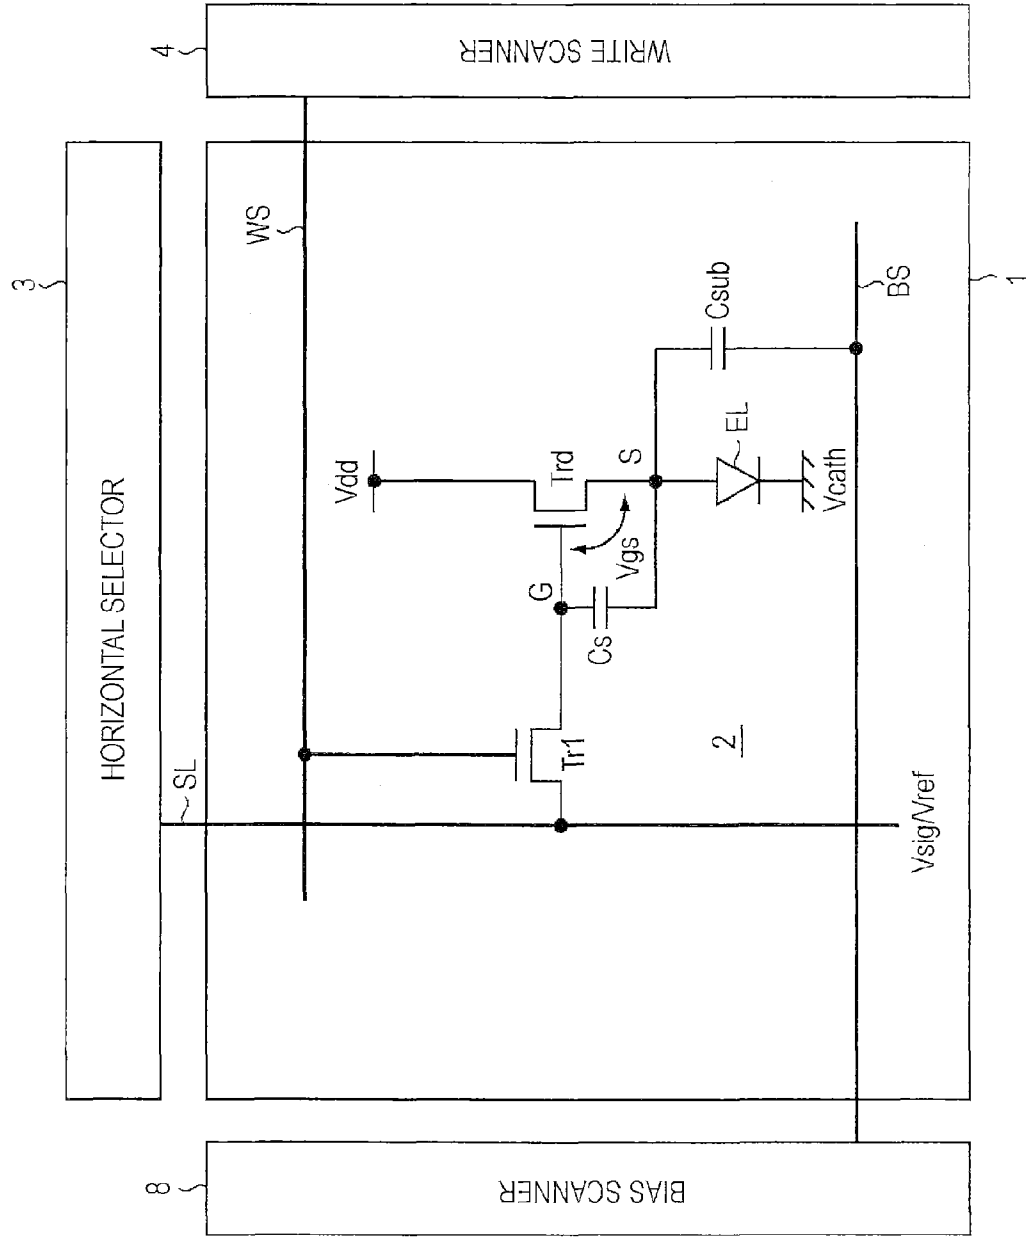 HORIZONTAL SELECTOR
3
WRITE SCANNER
4
BIAS SCANNER
8
SL
WS
Vdd
Trd
G
S
Vgs
Cs
Tr1
Csub
EL
Vcath
BS
2
Vsig/Vref
1